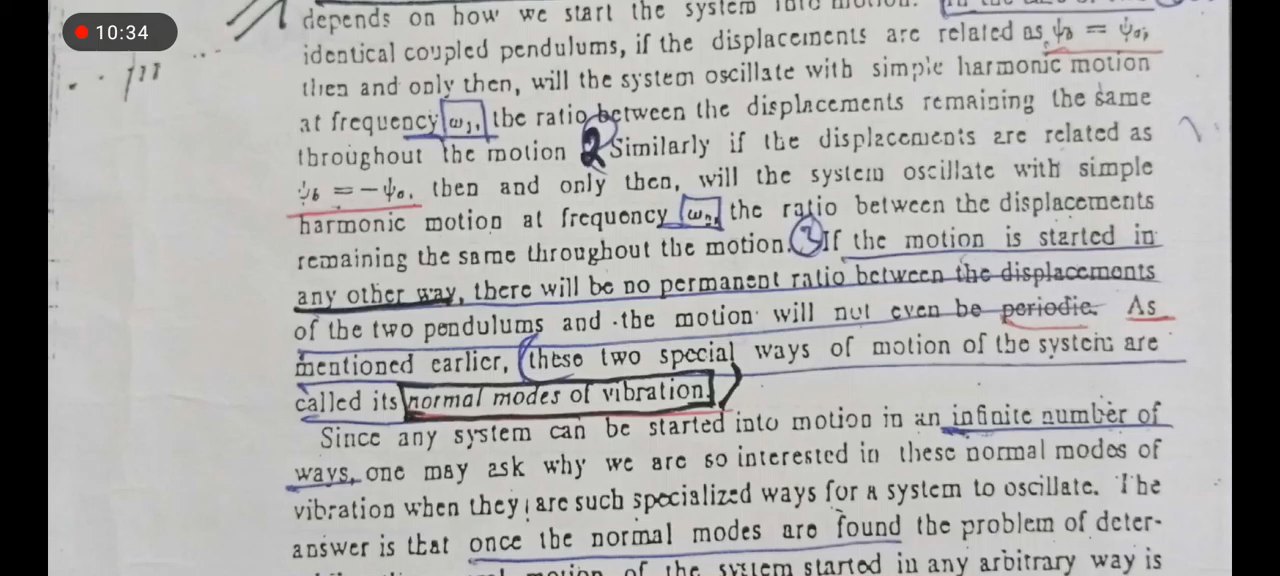 10:34
depends on how we start the system into motion.
identical coupled pendulums, if the displacements are related as ψb = ψa,
then and only then, will the system oscillate with simple harmonic motion
at frequency ω1, the ratio between the displacements remaining the same
throughout the motion 2 Similarly if the displacements are related as
ψb = −ψa, then and only then, will the system oscillate with simple
harmonic motion at frequency ω2, the ratio between the displacements
remaining the same throughout the motion. 3 If the motion is started in
any other way, there will be no permanent ratio between the displacements
of the two pendulums and the motion will not even be periodic. As
mentioned earlier, (these two special ways of motion of the system are
called its normal modes of vibration.)
Since any system can be started into motion in an infinite number of
ways, one may ask why we are so interested in these normal modes of
vibration when they are such specialized ways for a system to oscillate. The
answer is that once the normal modes are found the problem of deter-
motion of the system started in any arbitrary way is